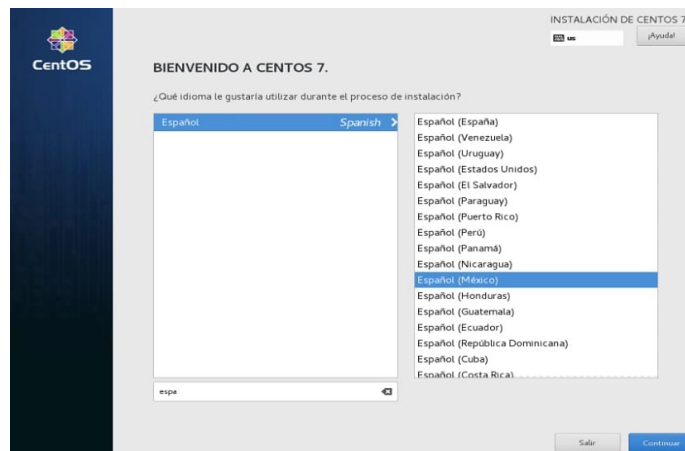 INSTALACIÓN DE CENTOS 7
us
¡Ayuda!
CentOS
BIENVENIDO A CENTOS 7.
¿Qué idioma le gustaría utilizar durante el proceso de instalación?
Español Spanish
Español (España)
Español (Venezuela)
Español (Uruguay)
Español (Estados Unidos)
Español (El Salvador)
Español (Paraguay)
Español (Puerto Rico)
Español (Perú)
Español (Panamá)
Español (Nicaragua)
Español (México)
Español (Honduras)
Español (Guatemala)
Español (Ecuador)
Español (República Dominicana)
Español (Cuba)
Español (Costa Rica)
espa
Salir
Continuar